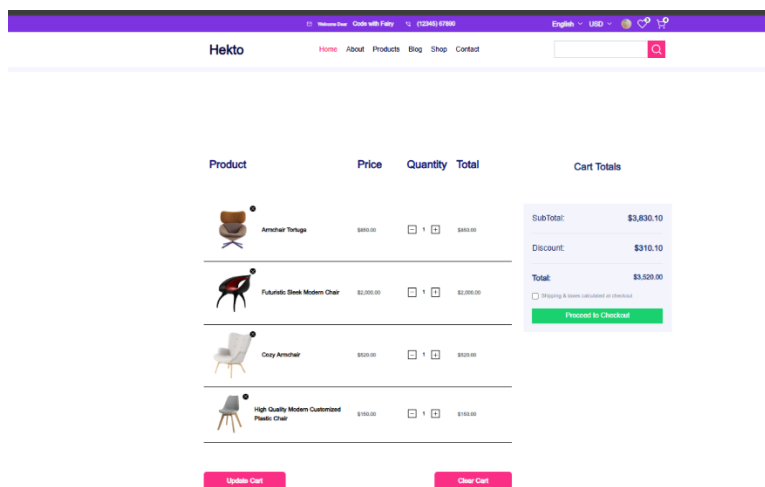 Welcome Dear Code with Fairy (12345) 67890 English USD 0 0
Hekto Home About Products Blog Shop Contact
Product Price Quantity Total
Armchair Tortuga $850.00 1 $850.00
Futuristic Sleek Modern Chair $2,000.00 1 $2,000.00
Cozy Armchair $520.00 1 $520.00
High Quality Modern Customized
Plastic Chair $150.00 1 $150.00
Update Cart Clear Cart
Cart Totals
SubTotal: $3,830.10
Discount: $310.10
Total: $3,520.00
Shipping & taxes calculated at checkout
Proceed to Checkout